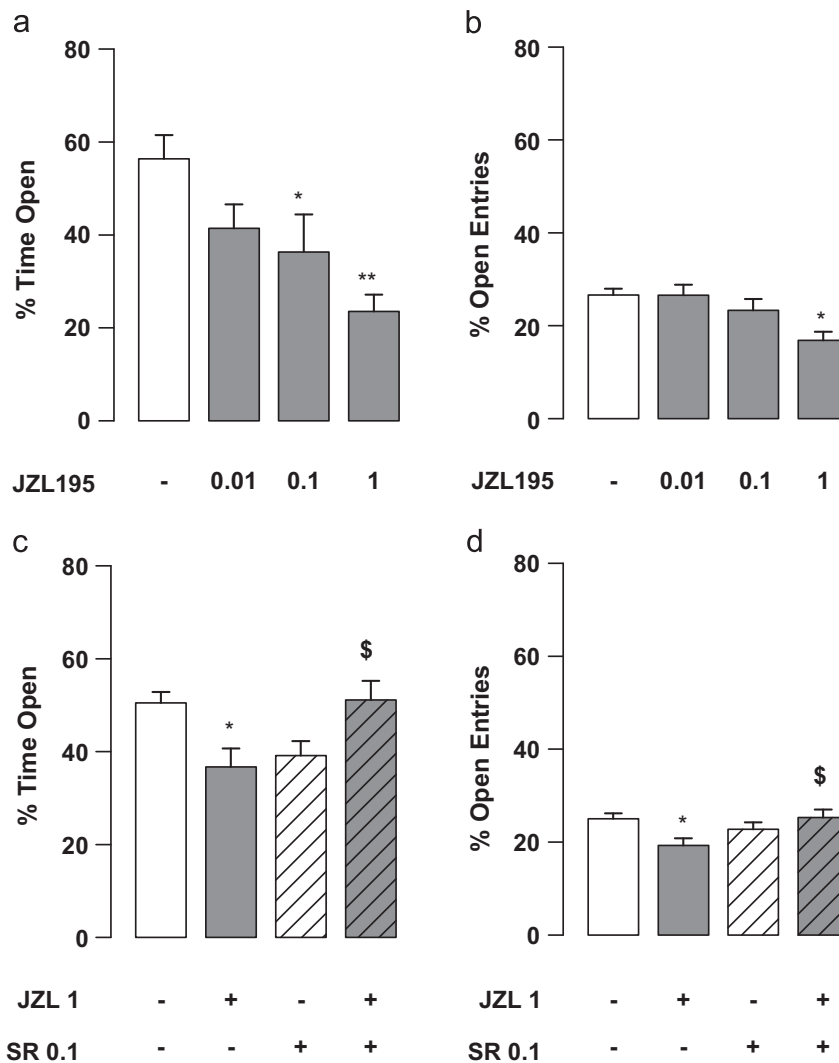 a
b
80
60
40
20
0
% Time Open
*
**
80
60
40
20
0
% Open Entries
*
JZL195 - 0.01 0.1 1
JZL195 - 0.01 0.1 1
c
d
80
60
40
20
0
% Time Open
*
$
80
60
40
20
0
% Open Entries
*
$
JZL 1 - + - +
SR 0.1 - - + +
JZL 1 - + - +
SR 0.1 - - + +